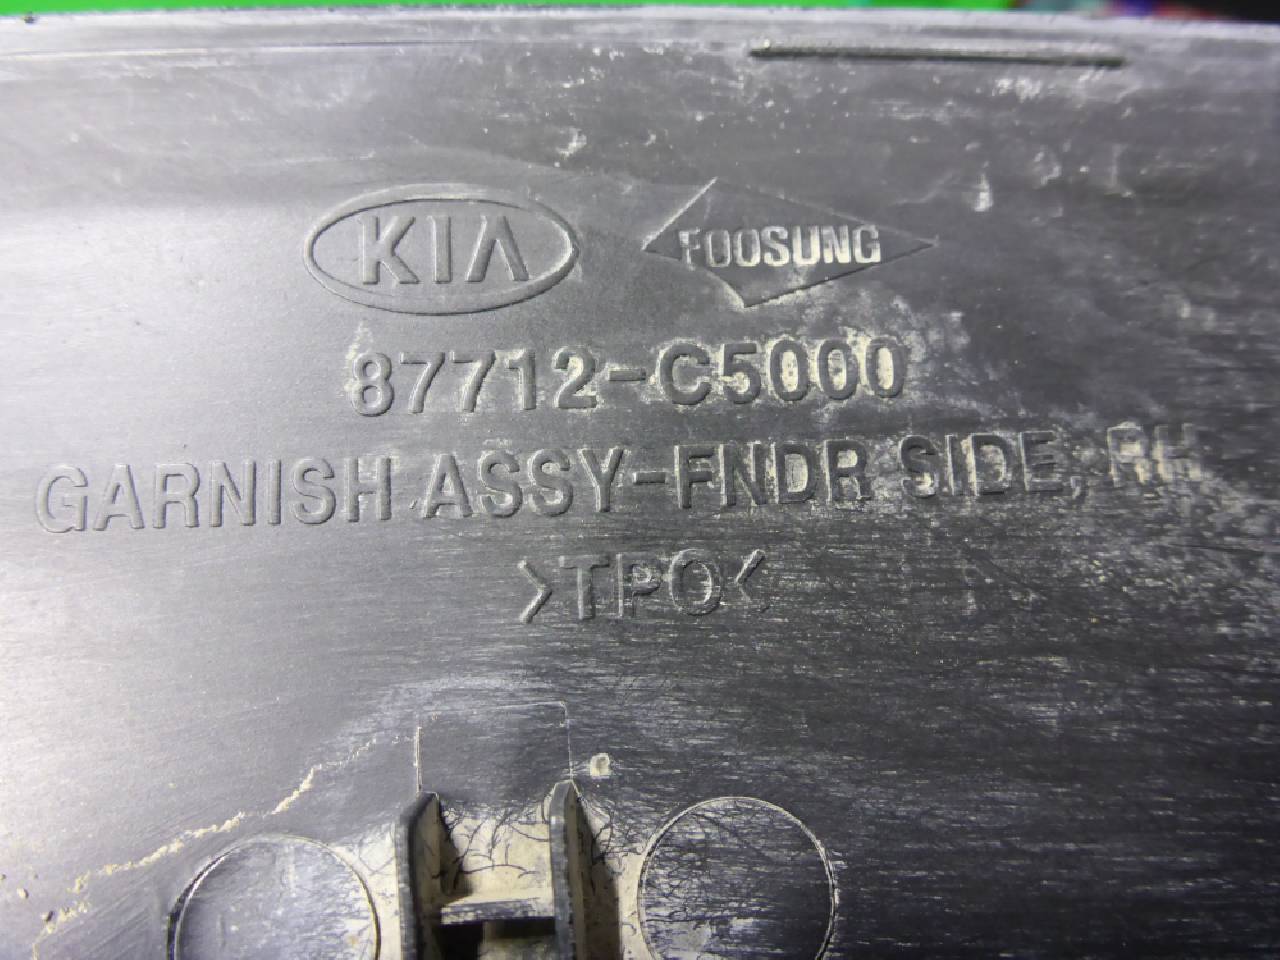 KIA FOOSUNG
87712-C5000
GARNISH ASSY-FNDR SIDE, RH
>TPO<